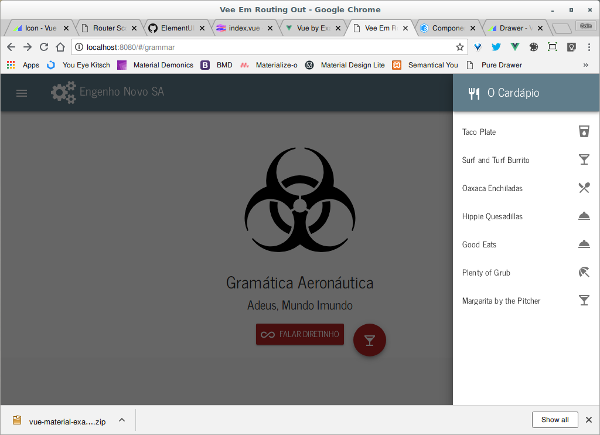 Vee Em Routing Out - Google Chrome
Icon - Vue
Router Sc
ElementU
index.vue
Vue by Ex
Vee Em R
Compone
Drawer - V
localhost:8080/#/grammar
Apps
You Eye Kitsch
Material Demonics
BMD
Materialize-o
Material Design Lite
Semantical You
Pure Drawer
»
Engenho Novo SA
O Cardápio
Taco Plate
Surf and Turf Burrito
Oaxaca Enchiladas
Hippie Quesadillas
Good Eats
Plenty of Grub
Margarita by the Pitcher
Gramática Aeronáutica
Adeus, Mundo Imundo
FALAR DIRETINHO
vue-material-exa....zip
Show all